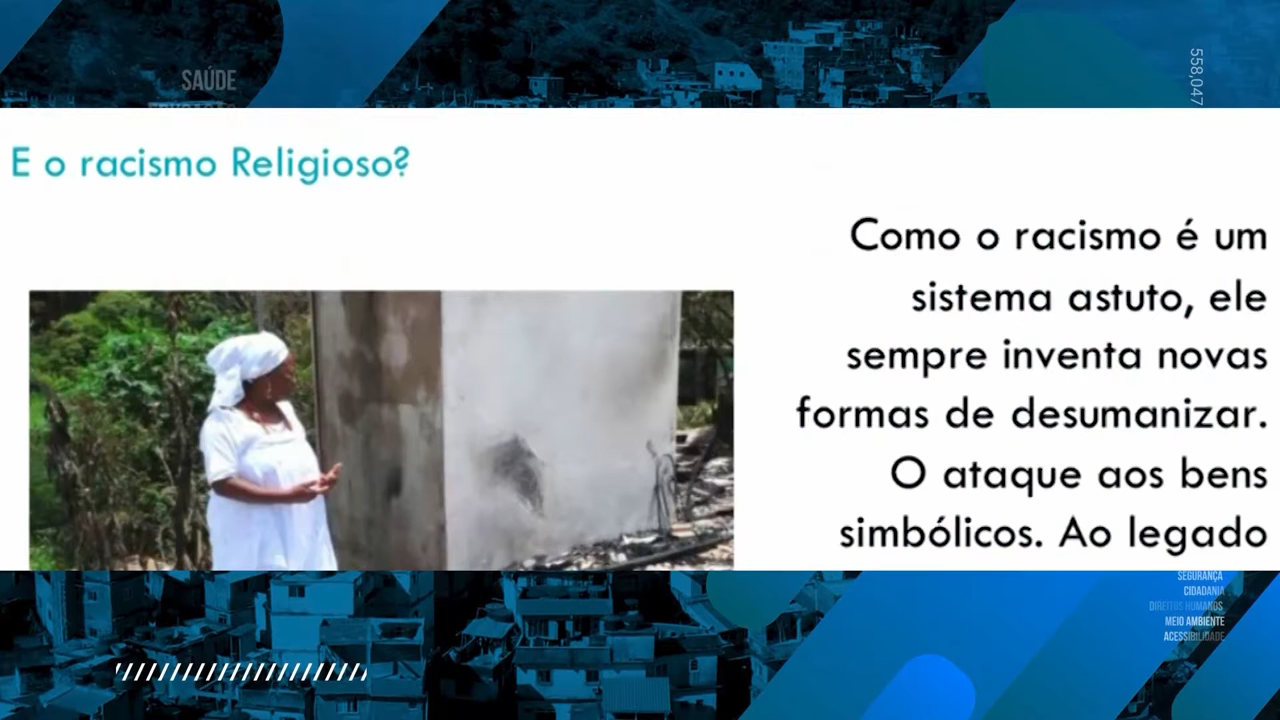 SAÚDE
558,047
E o racismo Religioso?
Como o racismo é um
sistema astuto, ele
sempre inventa novas
formas de desumanizar.
O ataque aos bens
simbólicos. Ao legado
SEGURANÇA
CIDADANIA
DIREITOS HUMANOS
MEIO AMBIENTE
ACESSIBILIDADE